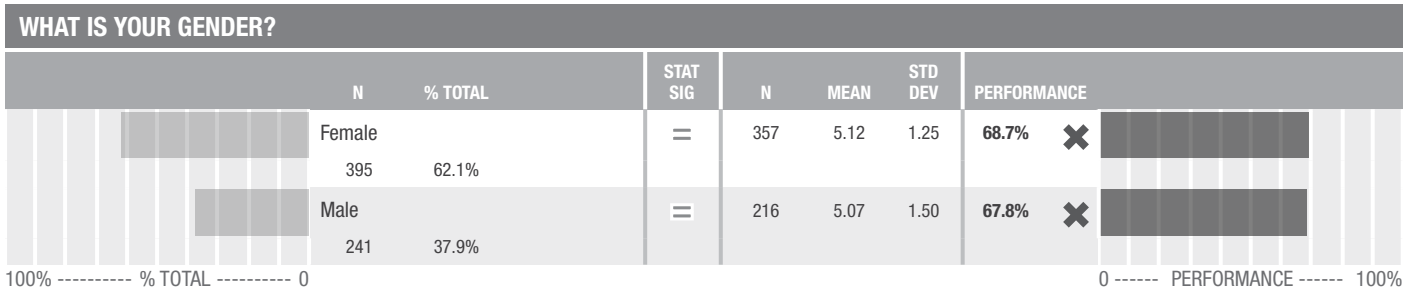 WHAT IS YOUR GENDER?
N % TOTAL STAT SIG N MEAN STD DEV PERFORMANCE
Female = 357 5.12 1.25 68.7% ✖
395 62.1%
Male = 216 5.07 1.50 67.8% ✖
241 37.9%
100% ---------- % TOTAL ---------- 0 0 ------ PERFORMANCE ------ 100%